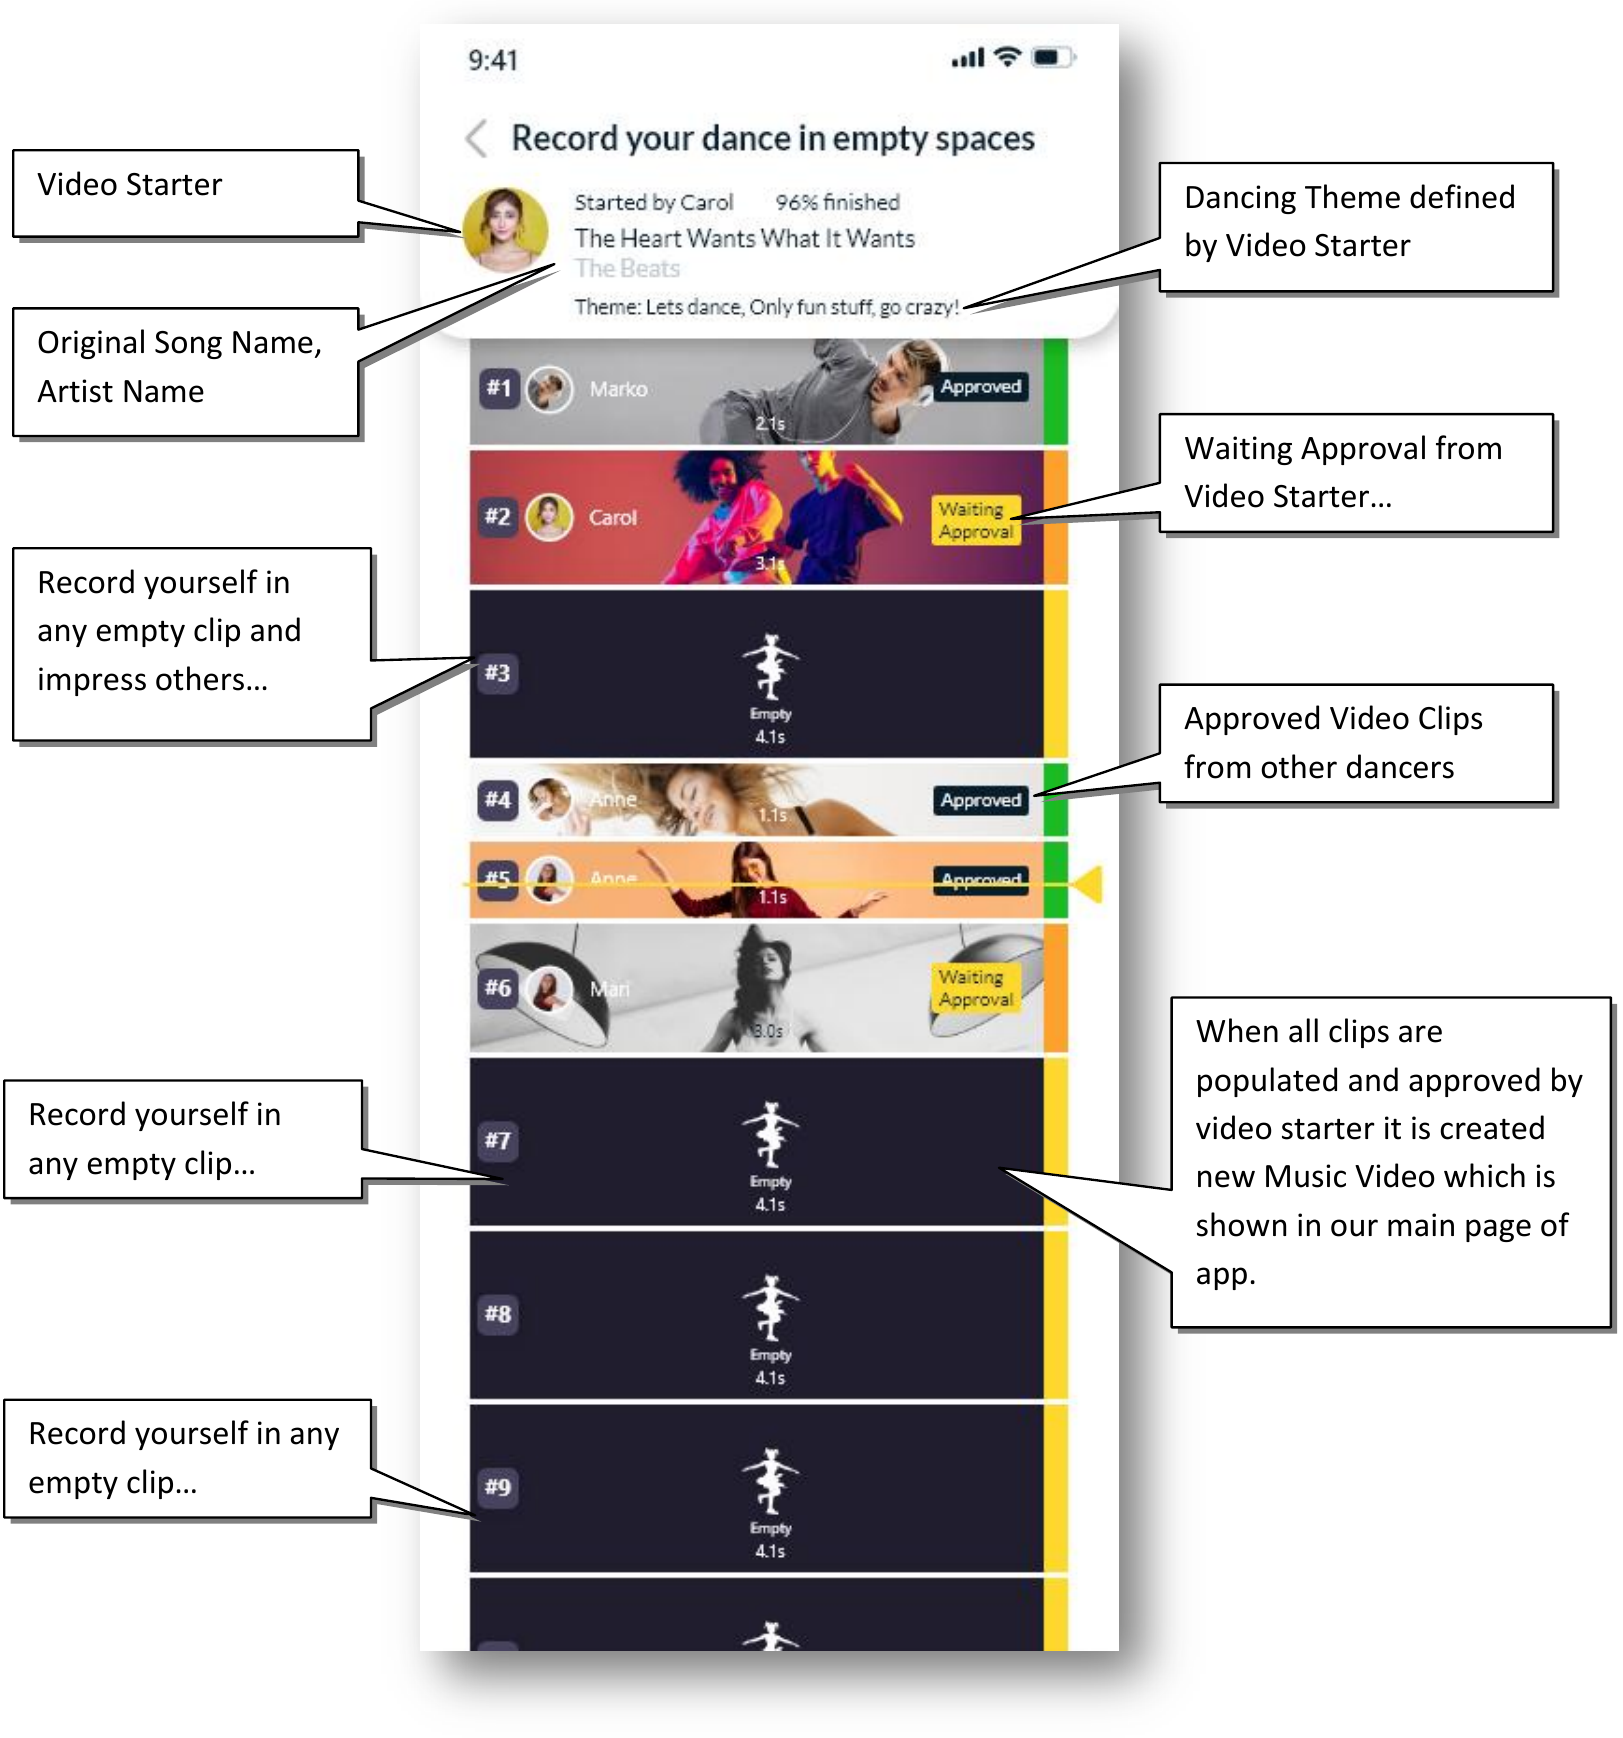 9:41
Record your dance in empty spaces
Video Starter
Started by Carol 96% finished
The Heart Wants What It Wants
The Beats
Theme: Lets dance, Only fun stuff, go crazy!
Dancing Theme defined
by Video Starter
Original Song Name,
Artist Name
#1 Marko Approved
2.1s
Waiting Approval from
Video Starter...
#2 Carol Waiting
Approval
3.1s
Record yourself in
any empty clip and
impress others...
#3
Empty
4.1s
Approved Video Clips
from other dancers
#4 Anne Approved
1.1s
#5 Anne Approved
1.1s
#6 Mari Waiting
Approval
3.0s
When all clips are
populated and approved by
video starter it is created
new Music Video which is
shown in our main page of
app.
Record yourself in
any empty clip...
#7
Empty
4.1s
#8
Empty
4.1s
Record yourself in any
empty clip...
#9
Empty
4.1s